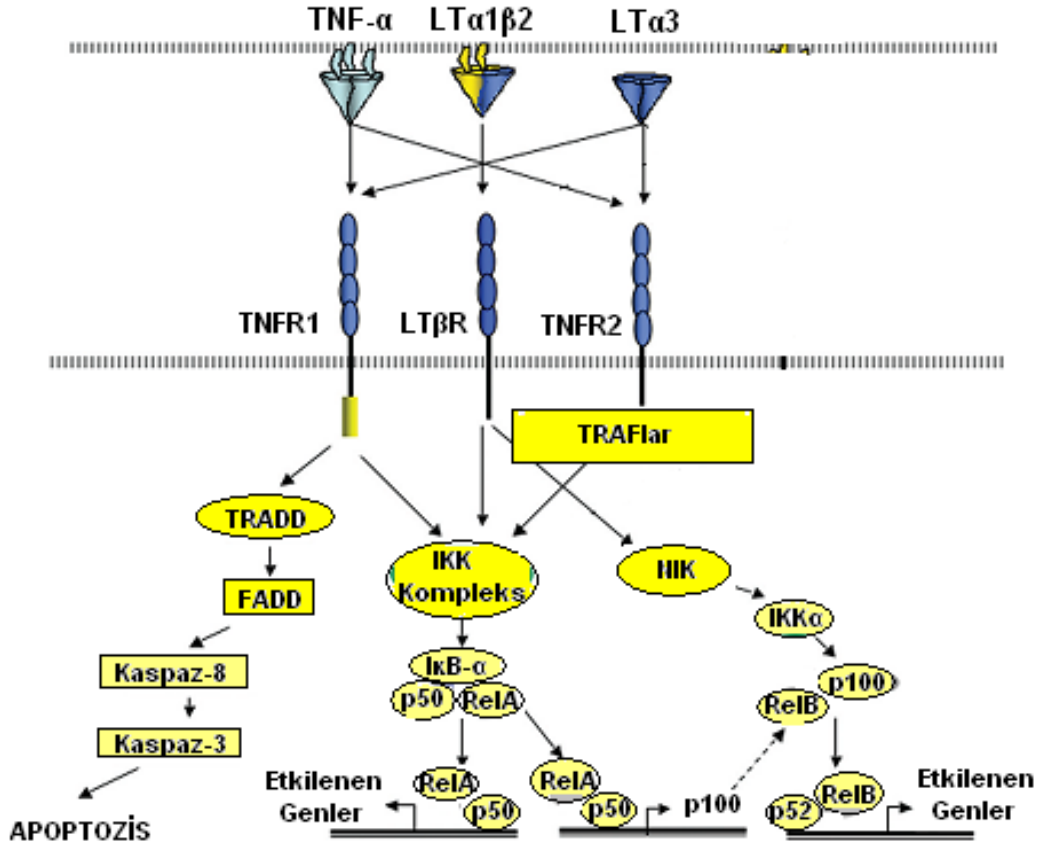 TNF-α LTα1β2 LTα3
TNFR1 LTβR TNFR2
TRAFlar
TRADD
IKK
Kompleks
NIK
FADD
IKKα
Kaspaz-8
IκB-α
p100
p50 RelA
RelB
Kaspaz-3
Etkilenen
Genler
RelA
p50
RelA
p50
p100
RelB
p52
Etkilenen
Genler
APOPTOZİS